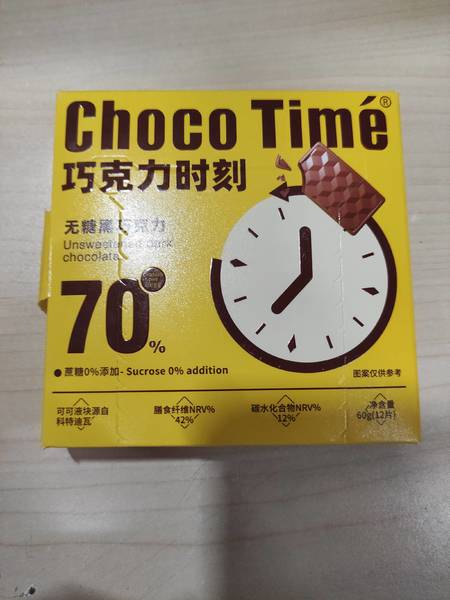 Choco Timé®
巧克力时刻
无糖黑巧克力
Unsweetened dark
chocolate
70%
●蔗糖0%添加- Sucrose 0% addition
图案仅供参考
可可液块源自
科特迪瓦
膳食纤维NRV%
42%
碳水化合物NRV%
12%
净含量
60g(12片)